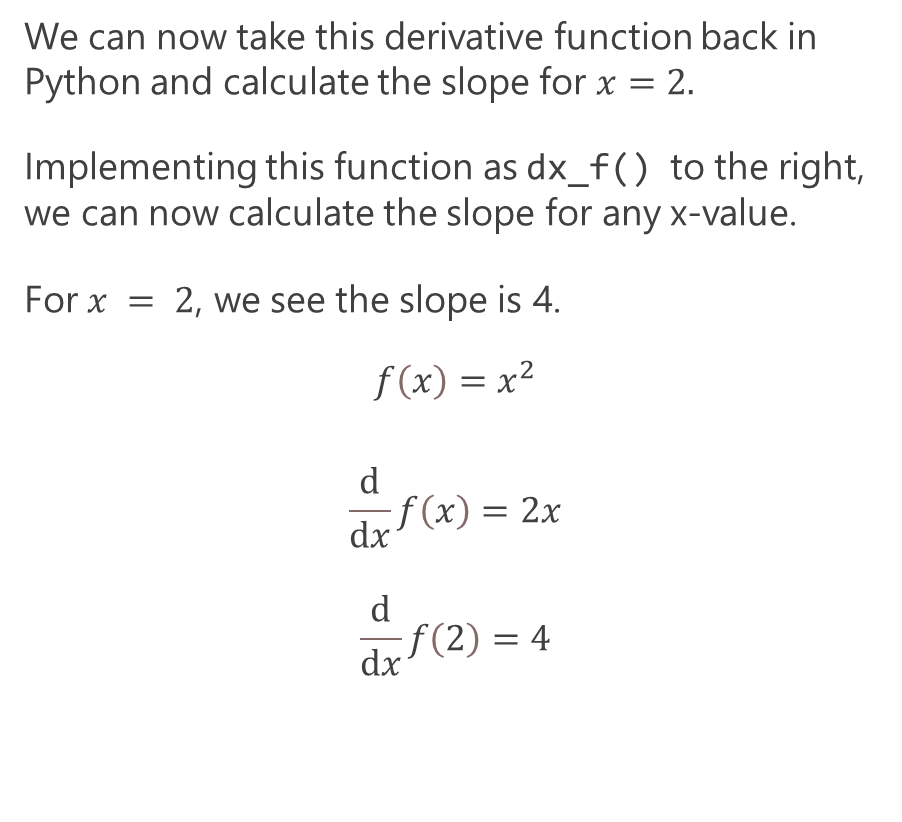 We can now take this derivative function back in
Python and calculate the slope for x = 2.
Implementing this function as dx_f() to the right,
we can now calculate the slope for any x-value.
For x = 2, we see the slope is 4.
f(x) = x²
d
dx
f(x) = 2x
d
dx
f(2) = 4